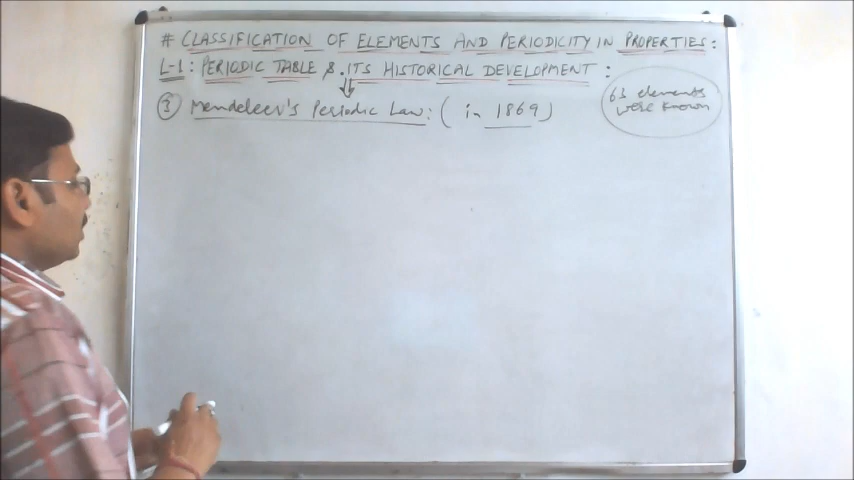 # CLASSIFICATION OF ELEMENTS AND PERIODICITY IN PROPERTIES:
L-1: PERIODIC TABLE & ITS HISTORICAL DEVELOPMENT:
③ Mendeleev's Periodic Law: ( in 1869)
63 elements
were known